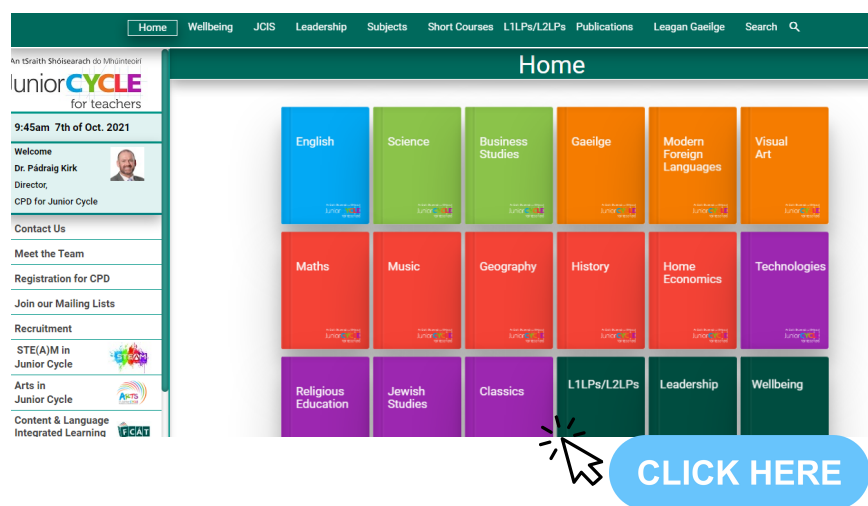 Home Wellbeing JCIS Leadership Subjects Short Courses L1LPs/L2LPs Publications Leagan Gaeilge Search
An tSraith Shóisearach do Mhúinteoirí
JuniorCYCLE
for teachers
Home
9:45am 7th of Oct. 2021
Welcome
Dr. Pádraig Kirk
Director,
CPD for Junior Cycle
Contact Us
Meet the Team
Registration for CPD
Join our Mailing Lists
Recruitment
STE(A)M in
Junior Cycle
STEAM
Arts in
Junior Cycle
ARTS
Content & Language
Integrated Learning
English
Science
Business
Studies
Gaeilge
Modern
Foreign
Languages
Visual
Art
Maths
Music
Geography
History
Home
Economics
Technologies
Religious
Education
Jewish
Studies
Classics
L1LPs/L2LPs
Leadership
Wellbeing
CLICK HERE